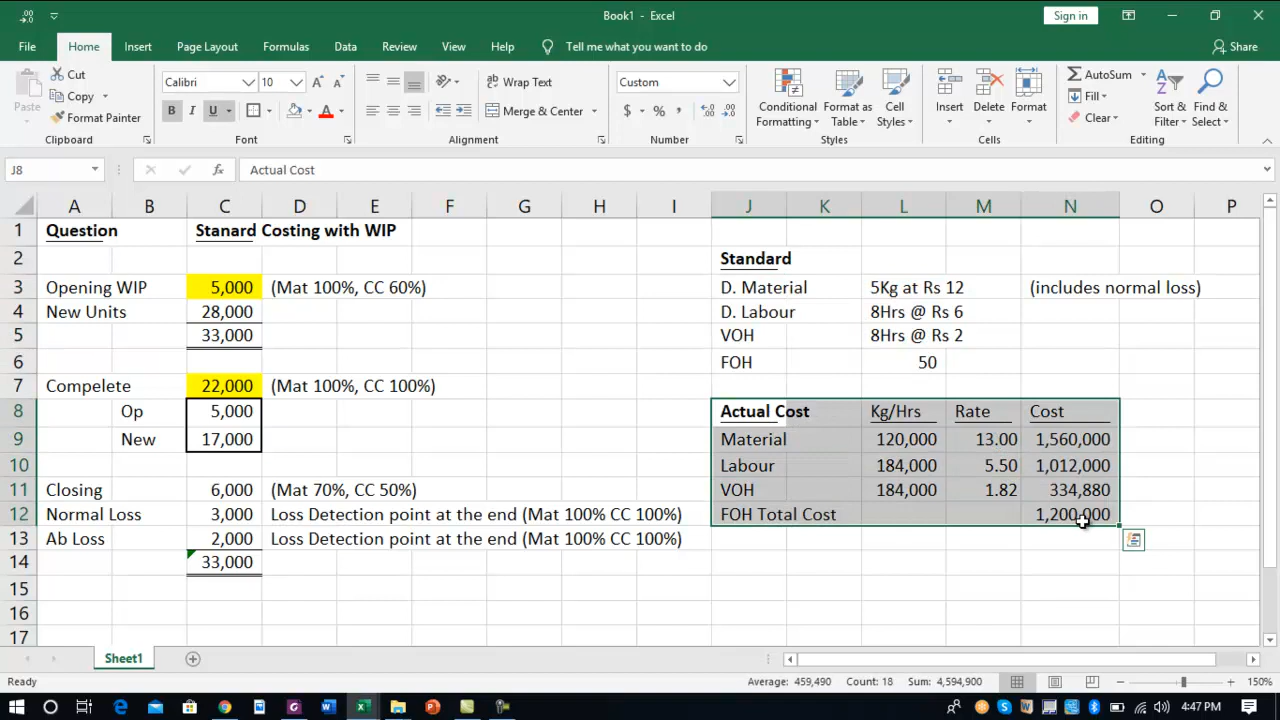 Book1 - Excel
Sign in
File Home Insert Page Layout Formulas Data Review View Help Tell me what you want to do Share
Paste
Cut
Copy
Format Painter
Clipboard
Calibri 10
B I U
Font
Wrap Text
Merge & Center
Alignment
Custom
$ % ,
Number
Conditional Formatting
Format as Table
Cell Styles
Styles
Insert Delete Format
Cells
AutoSum
Fill
Clear
Sort & Filter
Find & Select
Editing
J8 fx Actual Cost
A B C D E F G H I J K L M N O P
1 Question Stanard Costing with WIP
2 Standard
3 Opening WIP 5,000 (Mat 100%, CC 60%) D. Material 5Kg at Rs 12 (includes normal loss)
4 New Units 28,000 D. Labour 8Hrs @ Rs 6
5 33,000 VOH 8Hrs @ Rs 2
6 FOH 50
7 Compelete 22,000 (Mat 100%, CC 100%)
8 Op 5,000 Actual Cost Kg/Hrs Rate Cost
9 New 17,000 Material 120,000 13.00 1,560,000
10 Labour 184,000 5.50 1,012,000
11 Closing 6,000 (Mat 70%, CC 50%) VOH 184,000 1.82 334,880
12 Normal Loss 3,000 Loss Detection point at the end (Mat 100% CC 100%) FOH Total Cost 1,200,000
13 Ab Loss 2,000 Loss Detection point at the end (Mat 100% CC 100%)
14 33,000
15
16
17
Sheet1
Ready Average: 459,490 Count: 18 Sum: 4,594,900 150%
4:47 PM